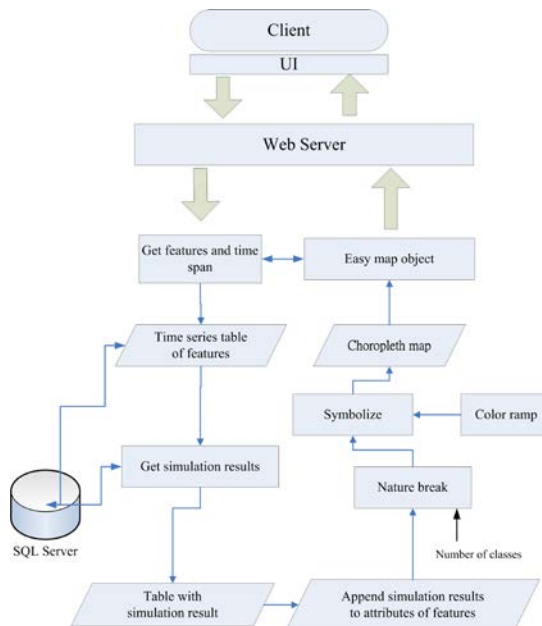 Client
UI
Web Server
Get features and time
span
Easy map object
Time series table
of features
Choropleth map
Symbolize
Color ramp
Get simulation results
Nature break
SQL Server
Number of classes
Table with
simulation result
Append simulation results
to attributes of features